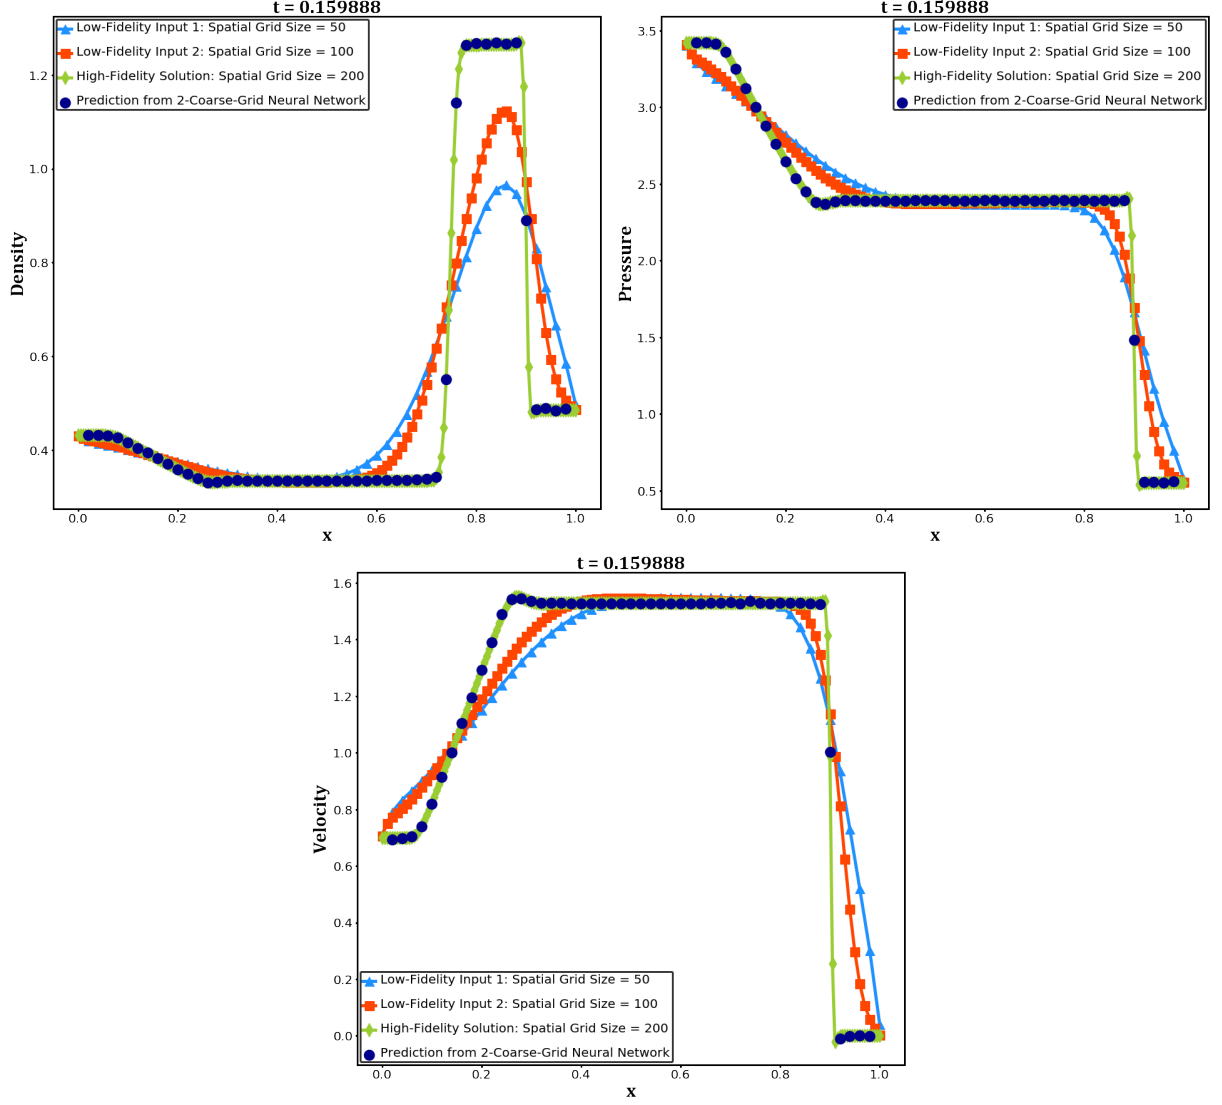 t = 0.159888
Low-Fidelity Input 1: Spatial Grid Size = 50
Low-Fidelity Input 2: Spatial Grid Size = 100
High-Fidelity Solution: Spatial Grid Size = 200
Prediction from 2-Coarse-Grid Neural Network
1.2
1.0
0.8
0.6
0.4
Density
0.0 0.2 0.4 0.6 0.8 1.0
x
t = 0.159888
Low-Fidelity Input 1: Spatial Grid Size = 50
Low-Fidelity Input 2: Spatial Grid Size = 100
High-Fidelity Solution: Spatial Grid Size = 200
Prediction from 2-Coarse-Grid Neural Network
3.5
3.0
2.5
2.0
1.5
1.0
0.5
Pressure
0.0 0.2 0.4 0.6 0.8 1.0
x
t = 0.159888
1.6
1.4
1.2
1.0
0.8
0.6
0.4
0.2
0.0
Velocity
Low-Fidelity Input 1: Spatial Grid Size = 50
Low-Fidelity Input 2: Spatial Grid Size = 100
High-Fidelity Solution: Spatial Grid Size = 200
Prediction from 2-Coarse-Grid Neural Network
0.0 0.2 0.4 0.6 0.8 1.0
x